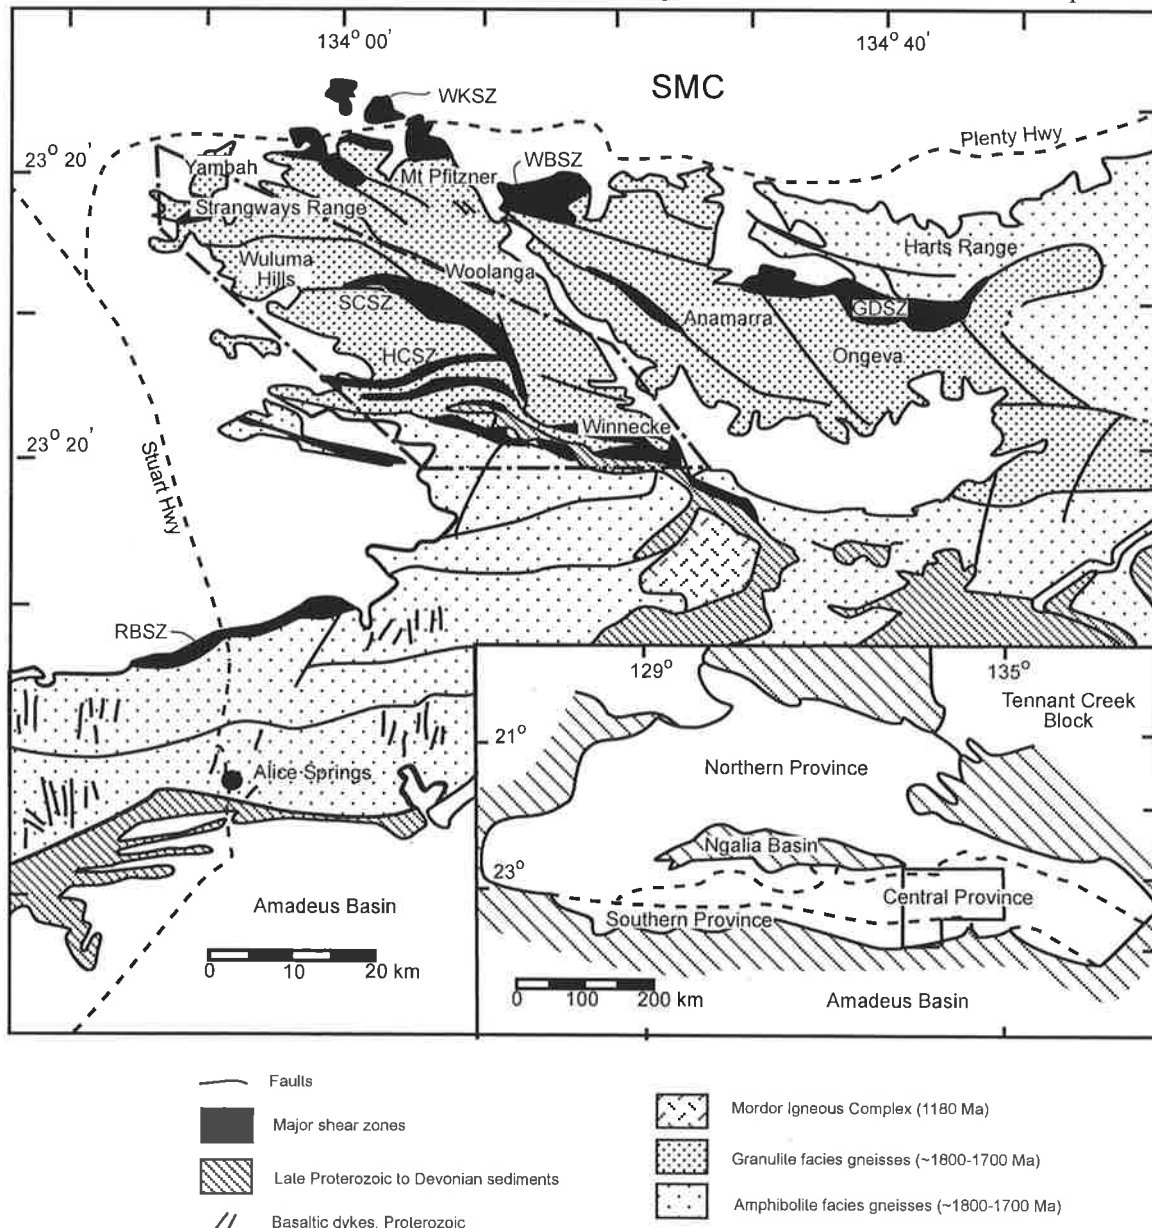 134° 00'
134° 40'
SMC
WKSZ
Plenty Hwy
23° 20'
Yambah
Mt Pfitzner
WBSZ
Strangways Range
Harts Range
Wuluma
Hills
Woolanga
SCSZ
GDSZ
Anamarra
HCSZ
Ongeva
Winnecke
23° 20'
Stuart Hwy
RBSZ
Alice Springs
Amadeus Basin
0 10 20 km
129°
135°
Tennant Creek
Block
21°
Northern Province
Ngalia Basin
23°
Central Province
Southern Province
0 100 200 km
Amadeus Basin
Faults
Major shear zones
Late Proterozoic to Devonian sediments
Basaltic dykes, Proterozoic
Mordor Igneous Complex (1180 Ma)
Granulite facies gneisses (~1800-1700 Ma)
Amphibolite facies gneisses (~1800-1700 Ma)